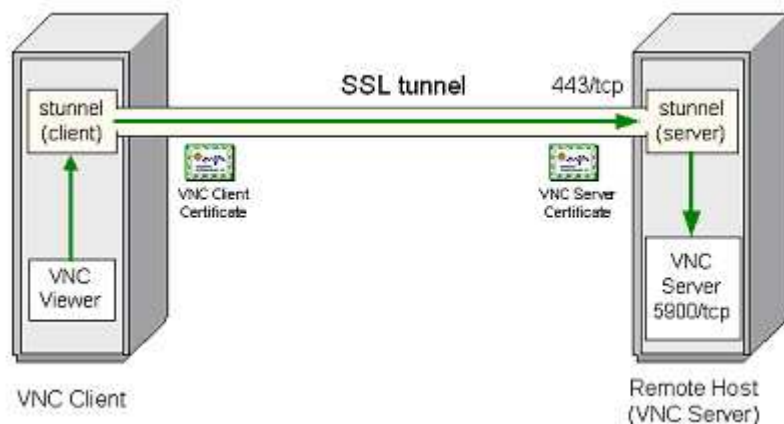 SSL tunnel
443/tcp
stunnel
(client)
stunnel
(server)
VNC Client
Certificate
VNC Server
Certificate
VNC
Viewer
VNC
Server
5900/tcp
VNC Client
Remote Host
(VNC Server)